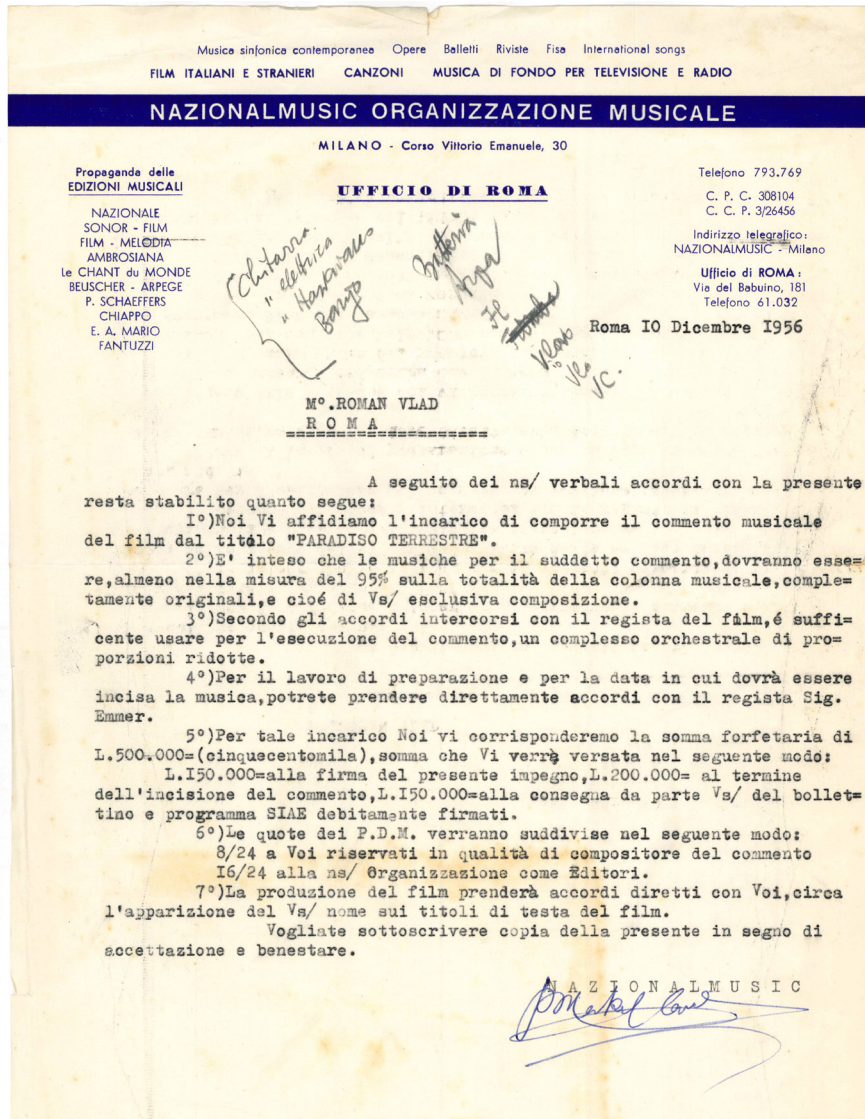 Musica sinfonica contemporanea Opere Balletti Riviste Fisa International songs
FILM ITALIANI E STRANIERI CANZONI MUSICA DI FONDO PER TELEVISIONE E RADIO
NAZIONALMUSIC ORGANIZZAZIONE MUSICALE
MILANO - Corso Vittorio Emanuele, 30
Propaganda delle
EDIZIONI MUSICALI
NAZIONALE
SONOR - FILM
FILM - MELODIA
AMBROSIANA
Le CHANT du MONDE
BEUSCHER - ARPEGE
P. SCHAEFFERS
CHIAPPO
E. A. MARIO
FANTUZZI
UFFICIO DI ROMA
Telefono 793.769
C. P. C. 308104
C. C. P. 3/26456
Indirizzo telegrafico:
NAZIONALMUSIC - Milano
Ufficio di ROMA:
Via del Babuino, 181
Telefono 61.032
Chitarra
" elettrica
"
Banjo
Batteria
Arpa
Fl
Vla
Vc.
Roma IO Dicembre I956
M°.ROMAN VLAD
R O M A
A seguito dei ns/ verbali accordi con la presente
resta stabilito quanto segue:
I°)Noi Vi affidiamo l'incarico di comporre il commento musicale
del film dal titolo "PARADISO TERRESTRE".
2°)E' inteso che le musiche per il suddetto commento,dovranno esse=
re,almeno nella misura del 95% sulla totalità della colonna musicale,comple=
tamente originali,e cioé di Vs/ esclusiva composizione.
3°)Secondo gli accordi intercorsi con il regista del film,é suffi=
cente usare per l'esecuzione del commento,un complesso orchestrale di pro=
porzioni ridotte.
4°)Per il lavoro di preparazione e per la data in cui dovrà essere
incisa la musica,potrete prendere direttamente accordi con il regista Sig.
Emmer.
5°)Per tale incarico Noi vi corrisponderemo la somma forfetaria di
L.500.000=(cinquecentomila),somma che Vi verrà versata nel seguente modo:
L.I50.000=alla firma del presente impegno,L.200.000= al termine
dell'incisione del commento,L.I50.000=alla consegna da parte Vs/ del bollet=
tino e programma SIAE debitamente firmati.
6°)Le quote dei P.D.M. verranno suddivise nel seguente modo:
8/24 a Voi riservati in qualità di compositore del commento
I6/24 alla ns/ Organizzazione come Editori.
7°)La produzione del film prenderà accordi diretti con Voi,circa
l'apparizione del Vs/ nome sui titoli di testa del film.
Vogliate sottoscrivere copia della presente in segno di
accettazione e benestare.
N A Z I O N A L M U S I C